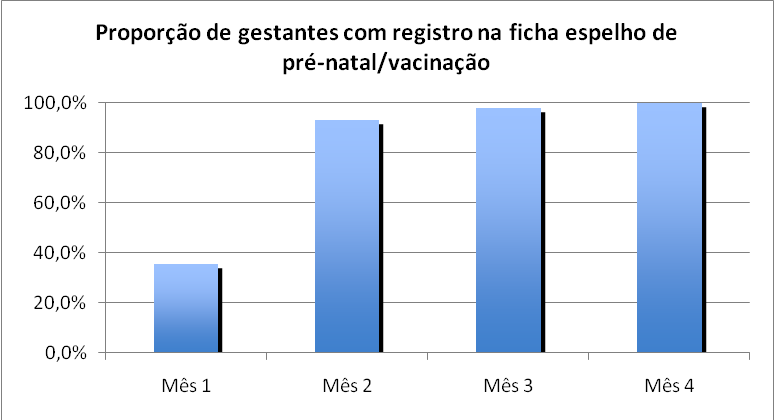 Proporção de gestantes com registro na ficha espelho de
pré-natal/vacinação
100,0%
80,0%
60,0%
40,0%
20,0%
0,0%
Mês 1
Mês 2
Mês 3
Mês 4